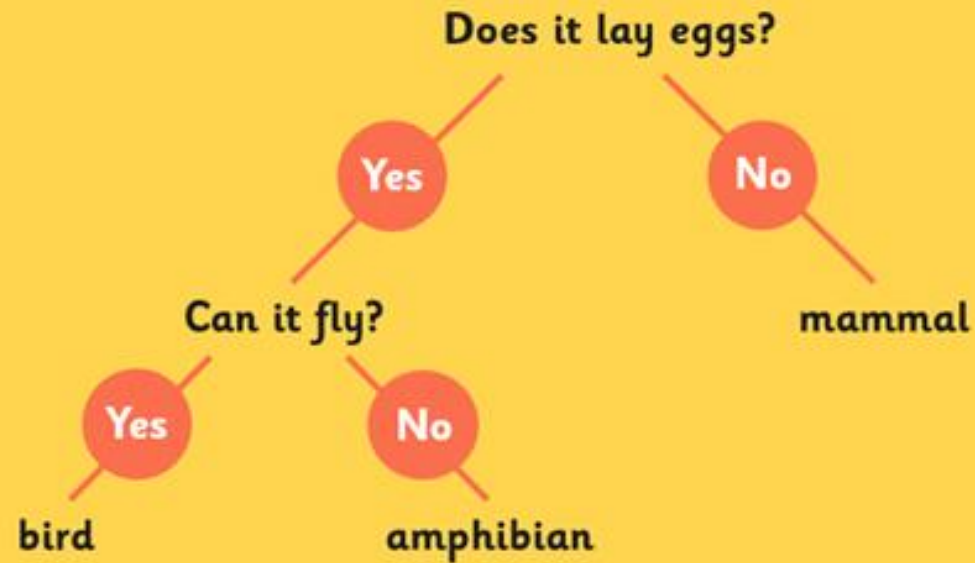 Does it lay eggs?
Yes
No
Can it fly?
mammal
Yes
No
bird
amphibian